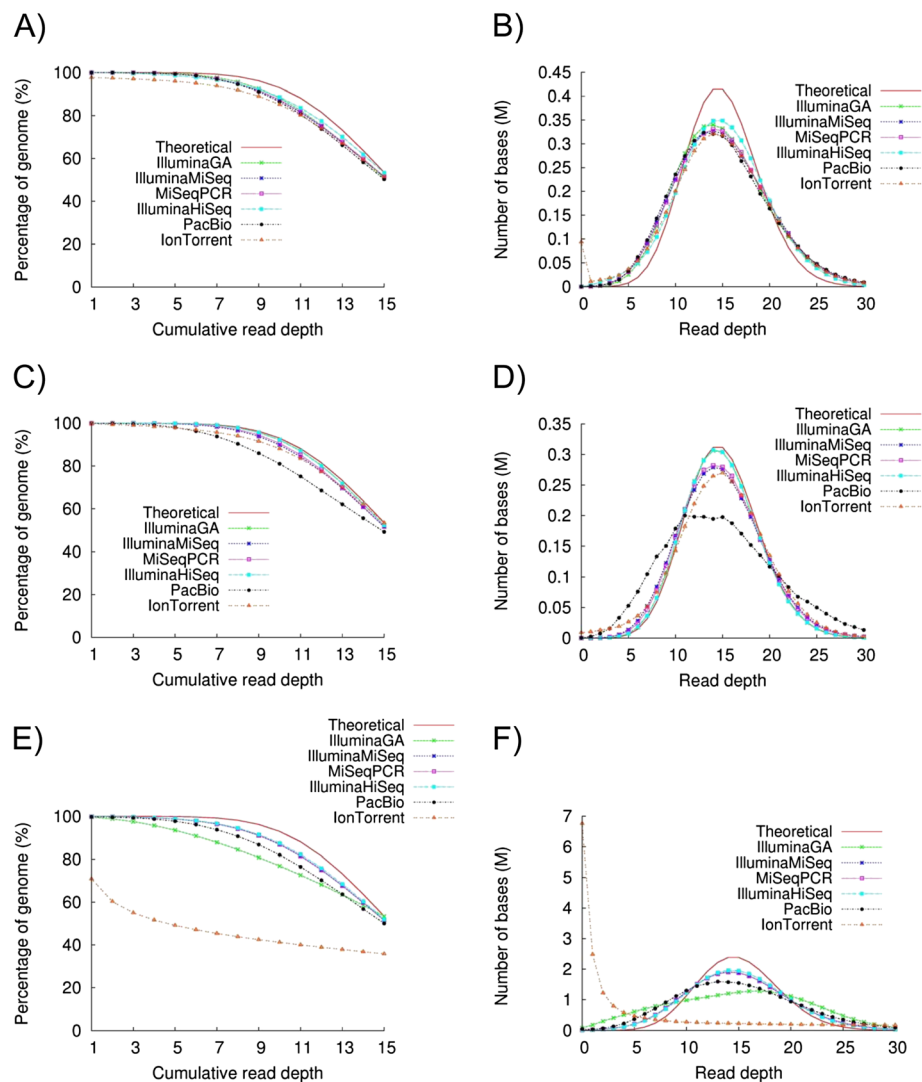 A)
Percentage of genome (%)
100
80
60
40
20
0
Theoretical
IlluminaGA
IlluminaMiSeq
MiSeqPCR
IlluminaHiSeq
PacBio
IonTorrent
1 3 5 7 9 11 13 15
Cumulative read depth
B)
Number of bases (M)
0.45
0.4
0.35
0.3
0.25
0.2
0.15
0.1
0.05
0
Theoretical
IlluminaGA
IlluminaMiSeq
MiSeqPCR
IlluminaHiSeq
PacBio
IonTorrent
0 5 10 15 20 25 30
Read depth
C)
Percentage of genome (%)
100
80
60
40
20
0
Theoretical
IlluminaGA
IlluminaMiSeq
MiSeqPCR
IlluminaHiSeq
PacBio
IonTorrent
1 3 5 7 9 11 13 15
Cumulative read depth
D)
Number of bases (M)
0.35
0.3
0.25
0.2
0.15
0.1
0.05
0
Theoretical
IlluminaGA
IlluminaMiSeq
MiSeqPCR
IlluminaHiSeq
PacBio
IonTorrent
0 5 10 15 20 25 30
Read depth
E)
Theoretical
IlluminaGA
IlluminaMiSeq
MiSeqPCR
IlluminaHiSeq
PacBio
IonTorrent
Percentage of genome (%)
100
80
60
40
20
0
1 3 5 7 9 11 13 15
Cumulative read depth
F)
Number of bases (M)
7
6
5
4
3
2
1
0
Theoretical
IlluminaGA
IlluminaMiSeq
MiSeqPCR
IlluminaHiSeq
PacBio
IonTorrent
0 5 10 15 20 25 30
Read depth